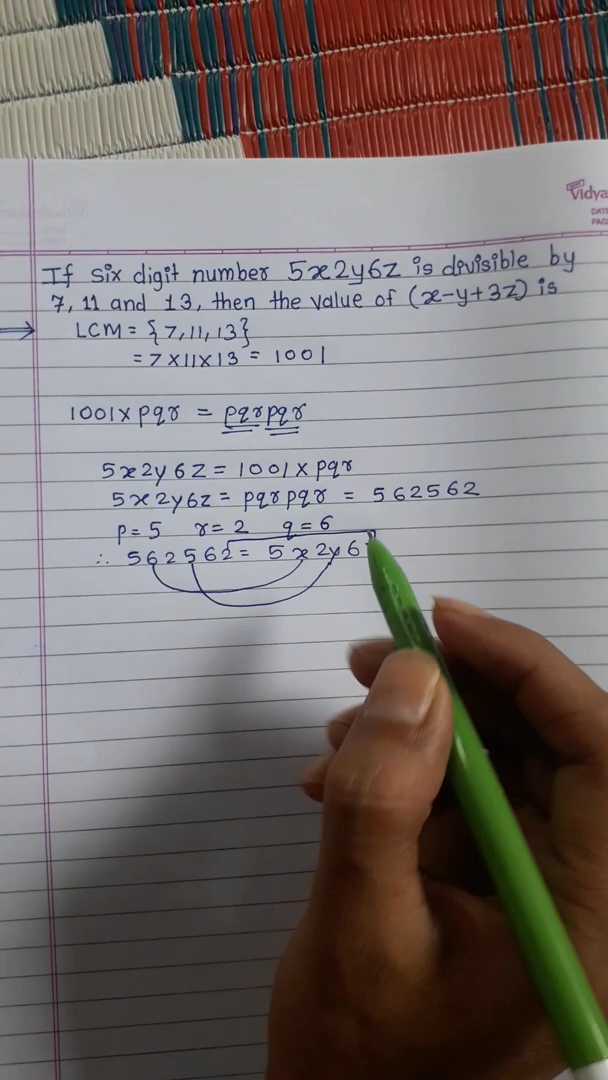 Vidya
DATE
PAG
If six digit number 5x2y6z is divisible by
7, 11 and 13, then the value of (x-y+3z) is
⇒ LCM = {7, 11, 13}
= 7×11×13 = 1001
1001×pqr = pqrpqr
5x2y6z = 1001×pqr
5x2y6z = pqrpqr = 562562
p=5 r=2 q=6
∴ 562562 = 5x2y6